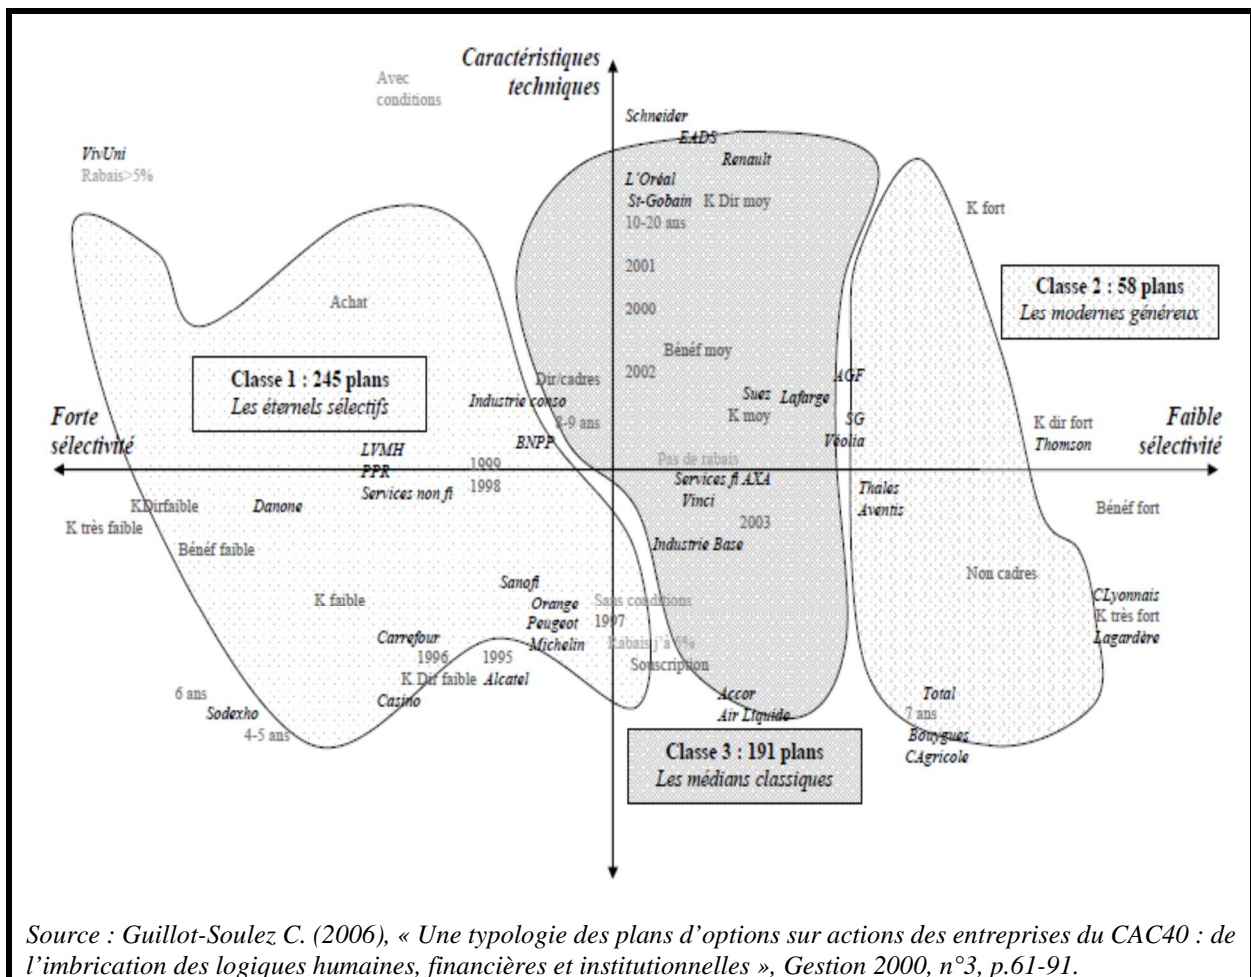 Caractéristiques
techniques
Avec
conditions
Schneider
EADS
Renault
VivUni
Rabais>5%
L'Oréal
St-Gobain K Dir moy
10-20 ans
K fort
2001
Classe 2 : 58 plans
Les modernes généreux
Achat
2000
Bénéf moy
Classe 1 : 245 plans
Les éternels sélectifs
Dir/cadres
2002
AGF
Industrie conso
Suez Lafarge
K moy
8-9 ans
SG
Véolia
Forte
sélectivité
K dir fort
Thomson
Faible
sélectivité
LVMH
PPR
Services non fi
BNPP
1999
1998
Pas de rabais
Services fi AXA
Vinci
2003
Industrie Base
Thales
Aventis
Bénéf fort
KDirfaible
K très faible
Danone
Bénéf faible
K faible
Non cadres
Sanofi
Orange
Peugeot
Michelin
Sans conditions
1997
Rabais j'à 5%
Souscription
CLyonnais
K très fort
Lagardère
Carrefour
1996
1995
K Dir faible Alcatel
Casino
6 ans
Sodexho
4-5 ans
Accor
Air Liquide
Total
7 ans
Bouygues
CAgricole
Classe 3 : 191 plans
Les médians classiques
Source : Guillot-Soulez C. (2006), « Une typologie des plans d'options sur actions des entreprises du CAC40 : de
l'imbrication des logiques humaines, financières et institutionnelles », Gestion 2000, n°3, p.61-91.